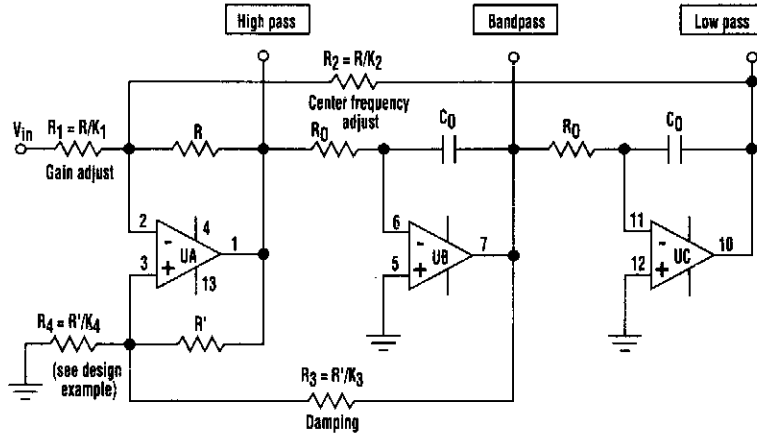 High pass
Bandpass
Low pass
R2 = R/K2
Center frequency
adjust
Vin
R1 = R/K1
Gain adjust
R
R0
C0
R0
C0
2
3
-
+
UA
4
13
1
6
5
-
+
UB
7
11
12
-
+
UC
10
R4 = R'/K4
(see design
example)
R'
R3 = R'/K3
Damping